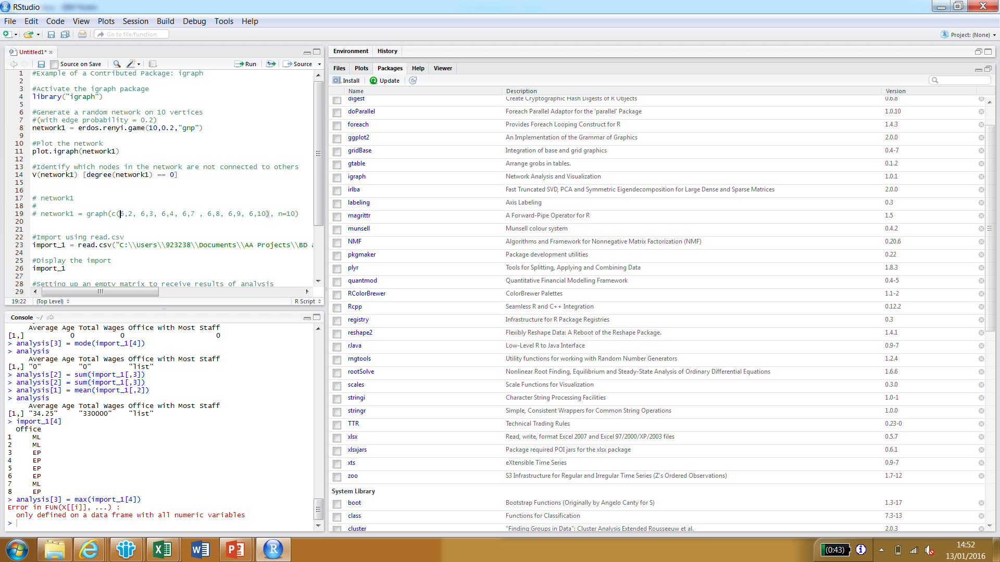 RStudio
File Edit Code View Plots Session Build Debug Tools Help
Go to file/function
Project: (None)
Untitled1*
Source on Save
Run
Source
1 #Example of a Contributed Package: igraph
2
3 #Activate the igraph package
4 library("igraph")
5
6 #Generate a random network on 10 vertices
7 #(with edge probability = 0.2)
8 network1 = erdos.renyi.game(10,0.2,"gnp")
9
10 #Plot the network
11 plot.igraph(network1)
12
13 #Identify which nodes in the network are not connected to others
14 V(network1) [degree(network1) == 0]
15
16
17 # network1
18 #
19 # network1 = graph(c(6,2, 6,3, 6,4, 6,7 , 6,8, 6,9, 6,10), n=10)
20
21
22 #Import using read.csv
23 import_1 = read.csv("C:\\Users\\923238\\Documents\\AA Projects\\BD a
24
25 #Display the import
26 import_1
27
28 #Setting up an empty matrix to receive results of analysis
29
19:22 (Top Level) R Script
Console ~/
Average Age Total Wages Office with Most Staff
[1,] 0 0 0
> analysis[3] = mode(import_1[4])
> analysis
Average Age Total Wages Office with Most Staff
[1,] "0" "0" "list"
> analysis[2] = sum(import_1[,3])
> analysis[2] = sum(import_1[,3])
> analysis[1] = mean(import_1[,2])
> analysis
Average Age Total Wages Office with Most Staff
[1,] "34.25" "330000" "list"
> import_1[4]
Office
1 ML
2 ML
3 EP
4 EP
5 EP
6 EP
7 ML
8 EP
> analysis[3] = max(import_1[4])
Error in FUN(X[[i]], ...) :
only defined on a data frame with all numeric variables
>
Environment History
Files Plots Packages Help Viewer
Install Update
Name Description Version
digest Create Cryptographic Hash Digests of R Objects 0.6.8
doParallel Foreach Parallel Adaptor for the 'parallel' Package 1.0.10
foreach Provides Foreach Looping Construct for R 1.4.3
ggplot2 An Implementation of the Grammar of Graphics 2.0.0
gridBase Integration of base and grid graphics 0.4-7
gtable Arrange grobs in tables. 0.1.2
igraph Network Analysis and Visualization 1.0.1
irlba Fast Truncated SVD, PCA and Symmetric Eigendecomposition for Large Dense and Sparse Matrices 2.0.0
labeling Axis Labeling 0.3
magrittr A Forward-Pipe Operator for R 1.5
munsell Munsell colour system 0.4.2
NMF Algorithms and Framework for Nonnegative Matrix Factorization (NMF) 0.20.6
pkgmaker Package development utilities 0.22
plyr Tools for Splitting, Applying and Combining Data 1.8.3
quantmod Quantitative Financial Modelling Framework 0.4-5
RColorBrewer ColorBrewer Palettes 1.1-2
Rcpp Seamless R and C++ Integration 0.12.2
registry Infrastructure for R Package Registries 0.3
reshape2 Flexibly Reshape Data: A Reboot of the Reshape Package. 1.4.1
rJava Low-Level R to Java Interface 0.9-7
rngtools Utility functions for working with Random Number Generators 1.2.4
rootSolve Nonlinear Root Finding, Equilibrium and Steady-State Analysis of Ordinary Differential Equations 1.6.6
scales Scale Functions for Visualization 0.3.0
stringi Character String Processing Facilities 1.0-1
stringr Simple, Consistent Wrappers for Common String Operations 1.0.0
TTR Technical Trading Rules 0.23-0
xlsx Read, write, format Excel 2007 and Excel 97/2000/XP/2003 files 0.5.7
xlsxjars Package required POI jars for the xlsx package 0.6.1
xts eXtensible Time Series 0.9-7
zoo S3 Infrastructure for Regular and Irregular Time Series (Z's Ordered Observations) 1.7-12
System Library
boot Bootstrap Functions (Originally by Angelo Canty for S) 1.3-17
class Functions for Classification 7.3-13
cluster "Finding Groups in Data": Cluster Analysis Extended Rousseeuw et al. 2.0.3
(0:43)
14:52
13/01/2016